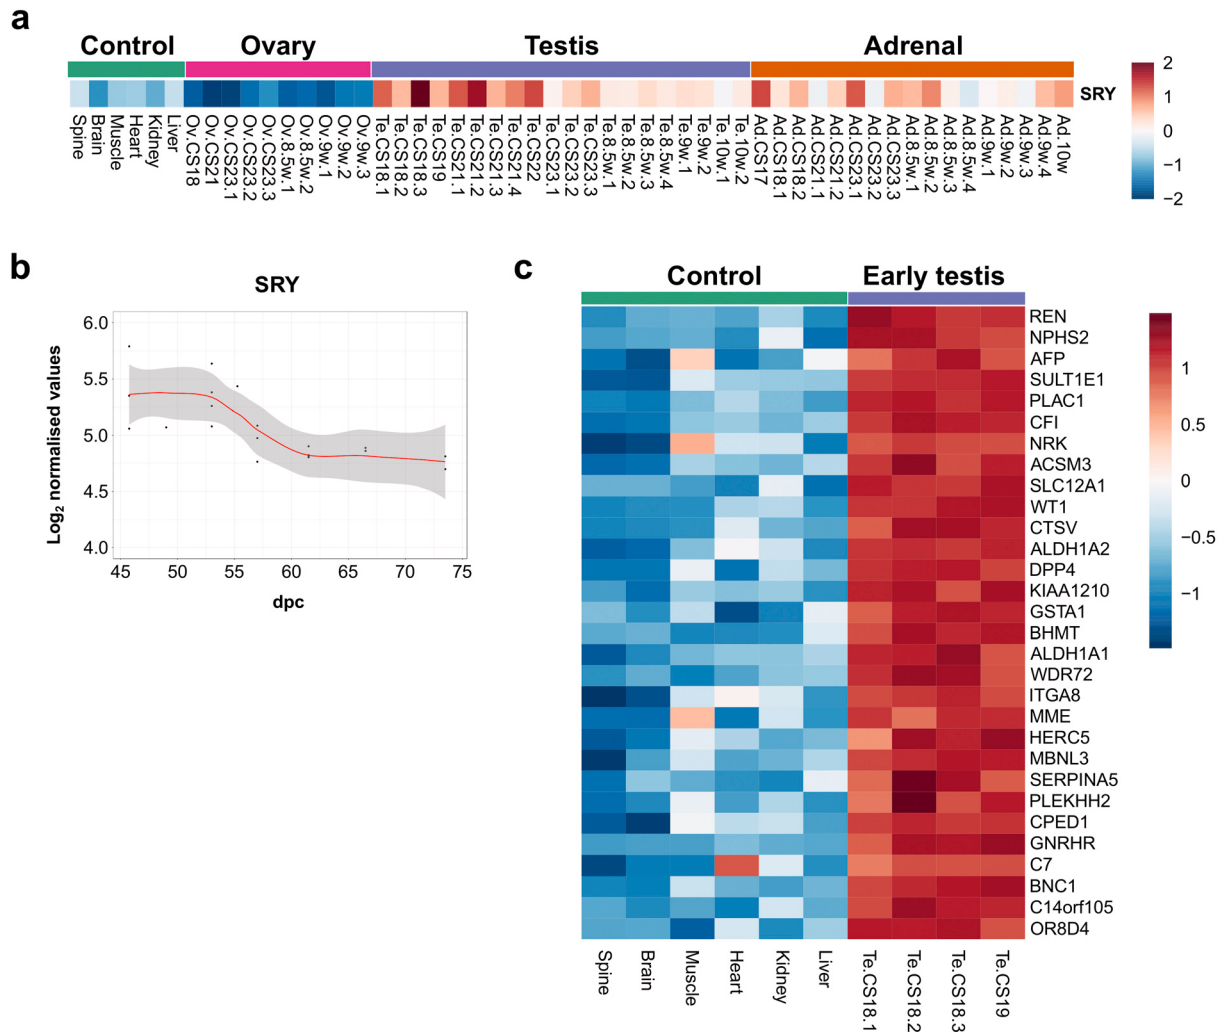 a
Control Ovary Testis Adrenal
SRY
2
1
0
−1
−2
Spine
Brain
Muscle
Heart
Kidney
Liver
Ov.CS18
Ov.CS21
Ov.CS23.1
Ov.CS23.2
Ov.CS23.3
Ov.8.5w.1
Ov.8.5w.2
Ov.9w.1
Ov.9w.2
Ov.9w.3
Te.CS18.1
Te.CS18.2
Te.CS18.3
Te.CS19
Te.CS21.1
Te.CS21.2
Te.CS21.3
Te.CS21.4
Te.CS22
Te.CS23.1
Te.CS23.2
Te.CS23.3
Te.8.5w.1
Te.8.5w.2
Te.8.5w.3
Te.8.5w.4
Te.9w.1
Te.9w.2
Te.10w.1
Te.10w.2
Ad.CS17
Ad.CS18.1
Ad.CS18.2
Ad.CS21.1
Ad.CS21.2
Ad.CS23.1
Ad.CS23.2
Ad.CS23.3
Ad.8.5w.1
Ad.8.5w.2
Ad.8.5w.3
Ad.8.5w.4
Ad.9w.1
Ad.9w.2
Ad.9w.3
Ad.9w.4
Ad.10w
b
SRY
Log2 normalised values
6.0
5.5
5.0
4.5
4.0
45 50 55 60 65 70 75
dpc
c
Control Early testis
REN
NPHS2
AFP
SULT1E1
PLAC1
CFI
NRK
ACSM3
SLC12A1
WT1
CTSV
ALDH1A2
DPP4
KIAA1210
GSTA1
BHMT
ALDH1A1
WDR72
ITGA8
MME
HERC5
MBNL3
SERPINA5
PLEKHH2
CPED1
GNRHR
C7
BNC1
C14orf105
OR8D4
1
0.5
0
−0.5
−1
Spine
Brain
Muscle
Heart
Kidney
Liver
Te.CS18.1
Te.CS18.2
Te.CS18.3
Te.CS19